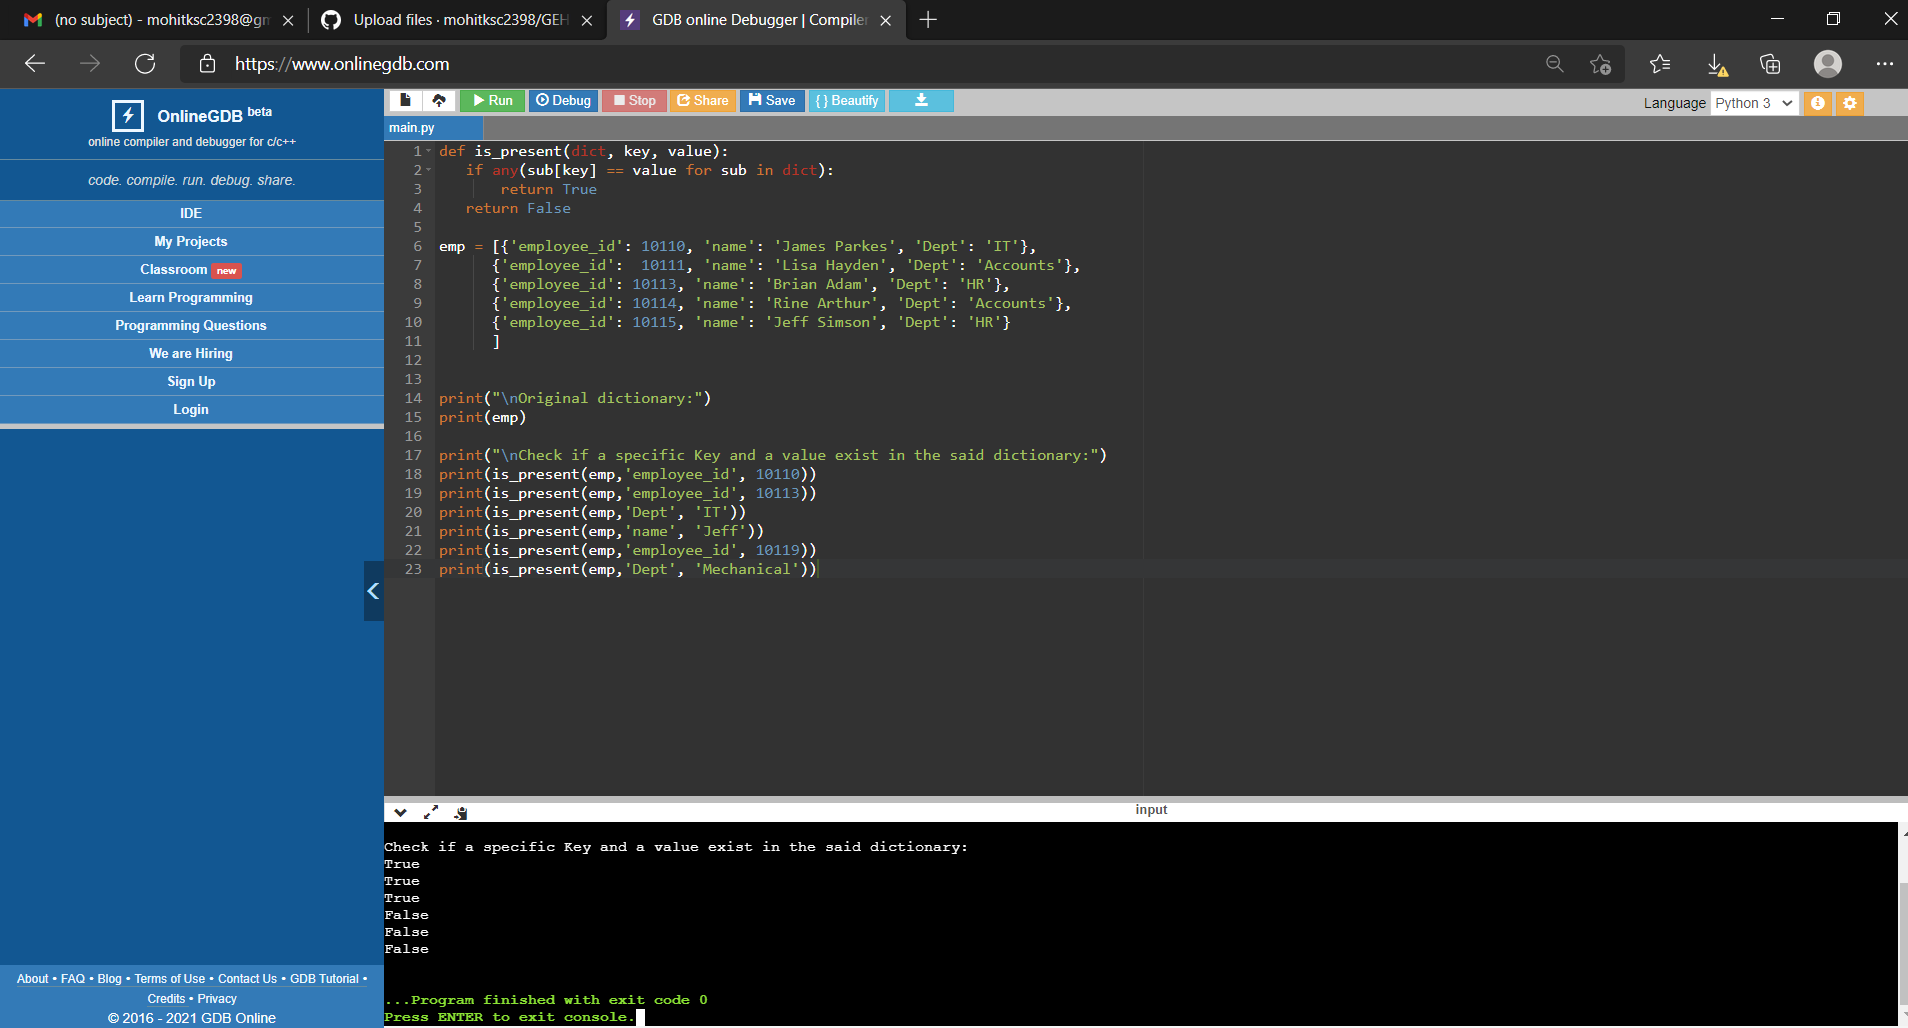 (no subject) - mohitksc2398@gm
Upload files · mohitksc2398/GEH
GDB online Debugger | Compiler
https://www.onlinegdb.com
OnlineGDB beta
online compiler and debugger for c/c++
code. compile. run. debug. share.
IDE
My Projects
Classroom new
Learn Programming
Programming Questions
We are Hiring
Sign Up
Login
About • FAQ • Blog • Terms of Use • Contact Us • GDB Tutorial •
Credits • Privacy
© 2016 - 2021 GDB Online
Run Debug Stop Share Save { } Beautify
Language Python 3
main.py
1 def is_present(dict, key, value):
2 if any(sub[key] == value for sub in dict):
3 return True
4 return False
5
6 emp = [{'employee_id': 10110, 'name': 'James Parkes', 'Dept': 'IT'},
7 {'employee_id':  10111, 'name': 'Lisa Hayden', 'Dept': 'Accounts'},
8 {'employee_id': 10113, 'name': 'Brian Adam', 'Dept': 'HR'},
9 {'employee_id': 10114, 'name': 'Rine Arthur', 'Dept': 'Accounts'},
10 {'employee_id': 10115, 'name': 'Jeff Simson', 'Dept': 'HR'}
11 ]
12
13
14 print("\nOriginal dictionary:")
15 print(emp)
16
17 print("\nCheck if a specific Key and a value exist in the said dictionary:")
18 print(is_present(emp,'employee_id', 10110))
19 print(is_present(emp,'employee_id', 10113))
20 print(is_present(emp,'Dept', 'IT'))
21 print(is_present(emp,'name', 'Jeff'))
22 print(is_present(emp,'employee_id', 10119))
23 print(is_present(emp,'Dept', 'Mechanical'))
input
Check if a specific Key and a value exist in the said dictionary:
True
True
True
False
False
False
...Program finished with exit code 0
Press ENTER to exit console.